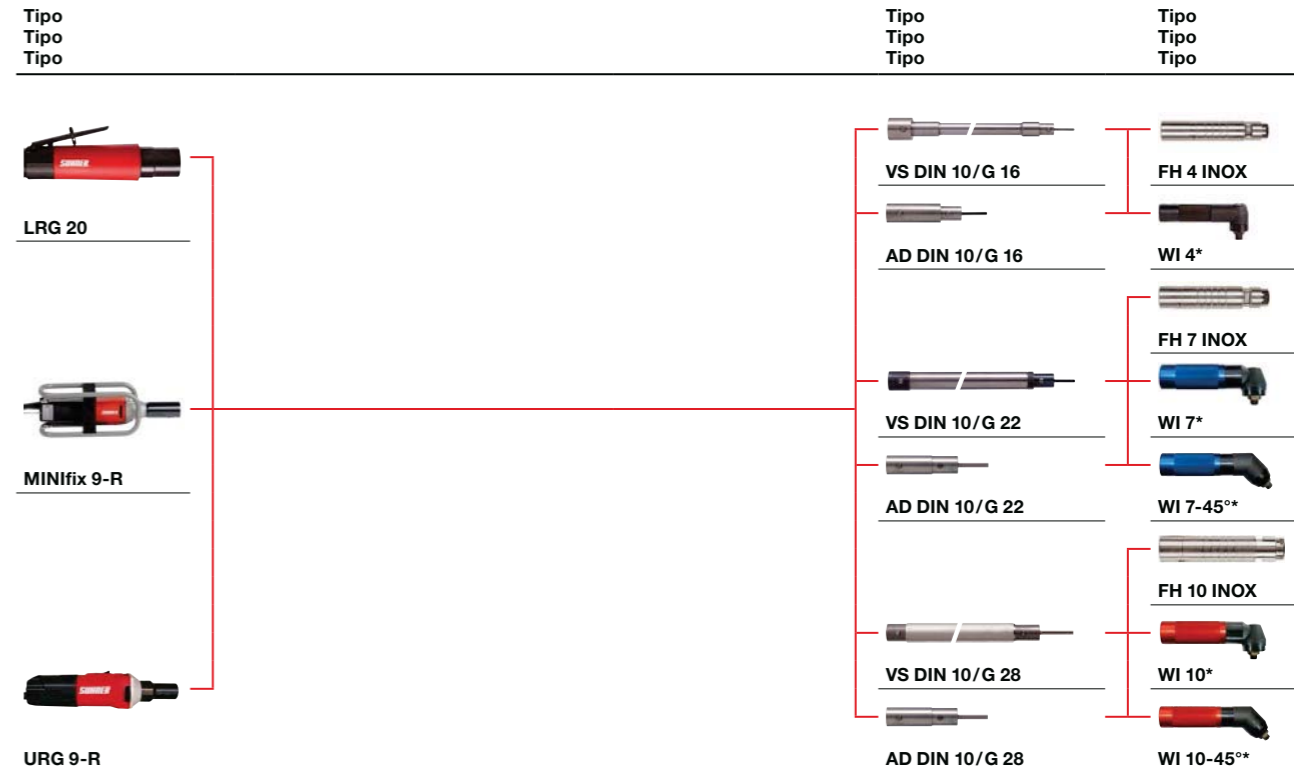 Tipo Tipo Tipo
Tipo Tipo Tipo
Tipo Tipo Tipo
SUHNER
VS DIN 10/G 16 FH 4 INOX
LRG 20
AD DIN 10/G 16 WI 4*
FH 7 INOX
VS DIN 10/G 22 WI 7*
MINIfix 9-R
AD DIN 10/G 22 WI 7-45°*
FH 10 INOX
SUHNER
VS DIN 10/G 28 WI 10*
URG 9-R AD DIN 10/G 28 WI 10-45°*